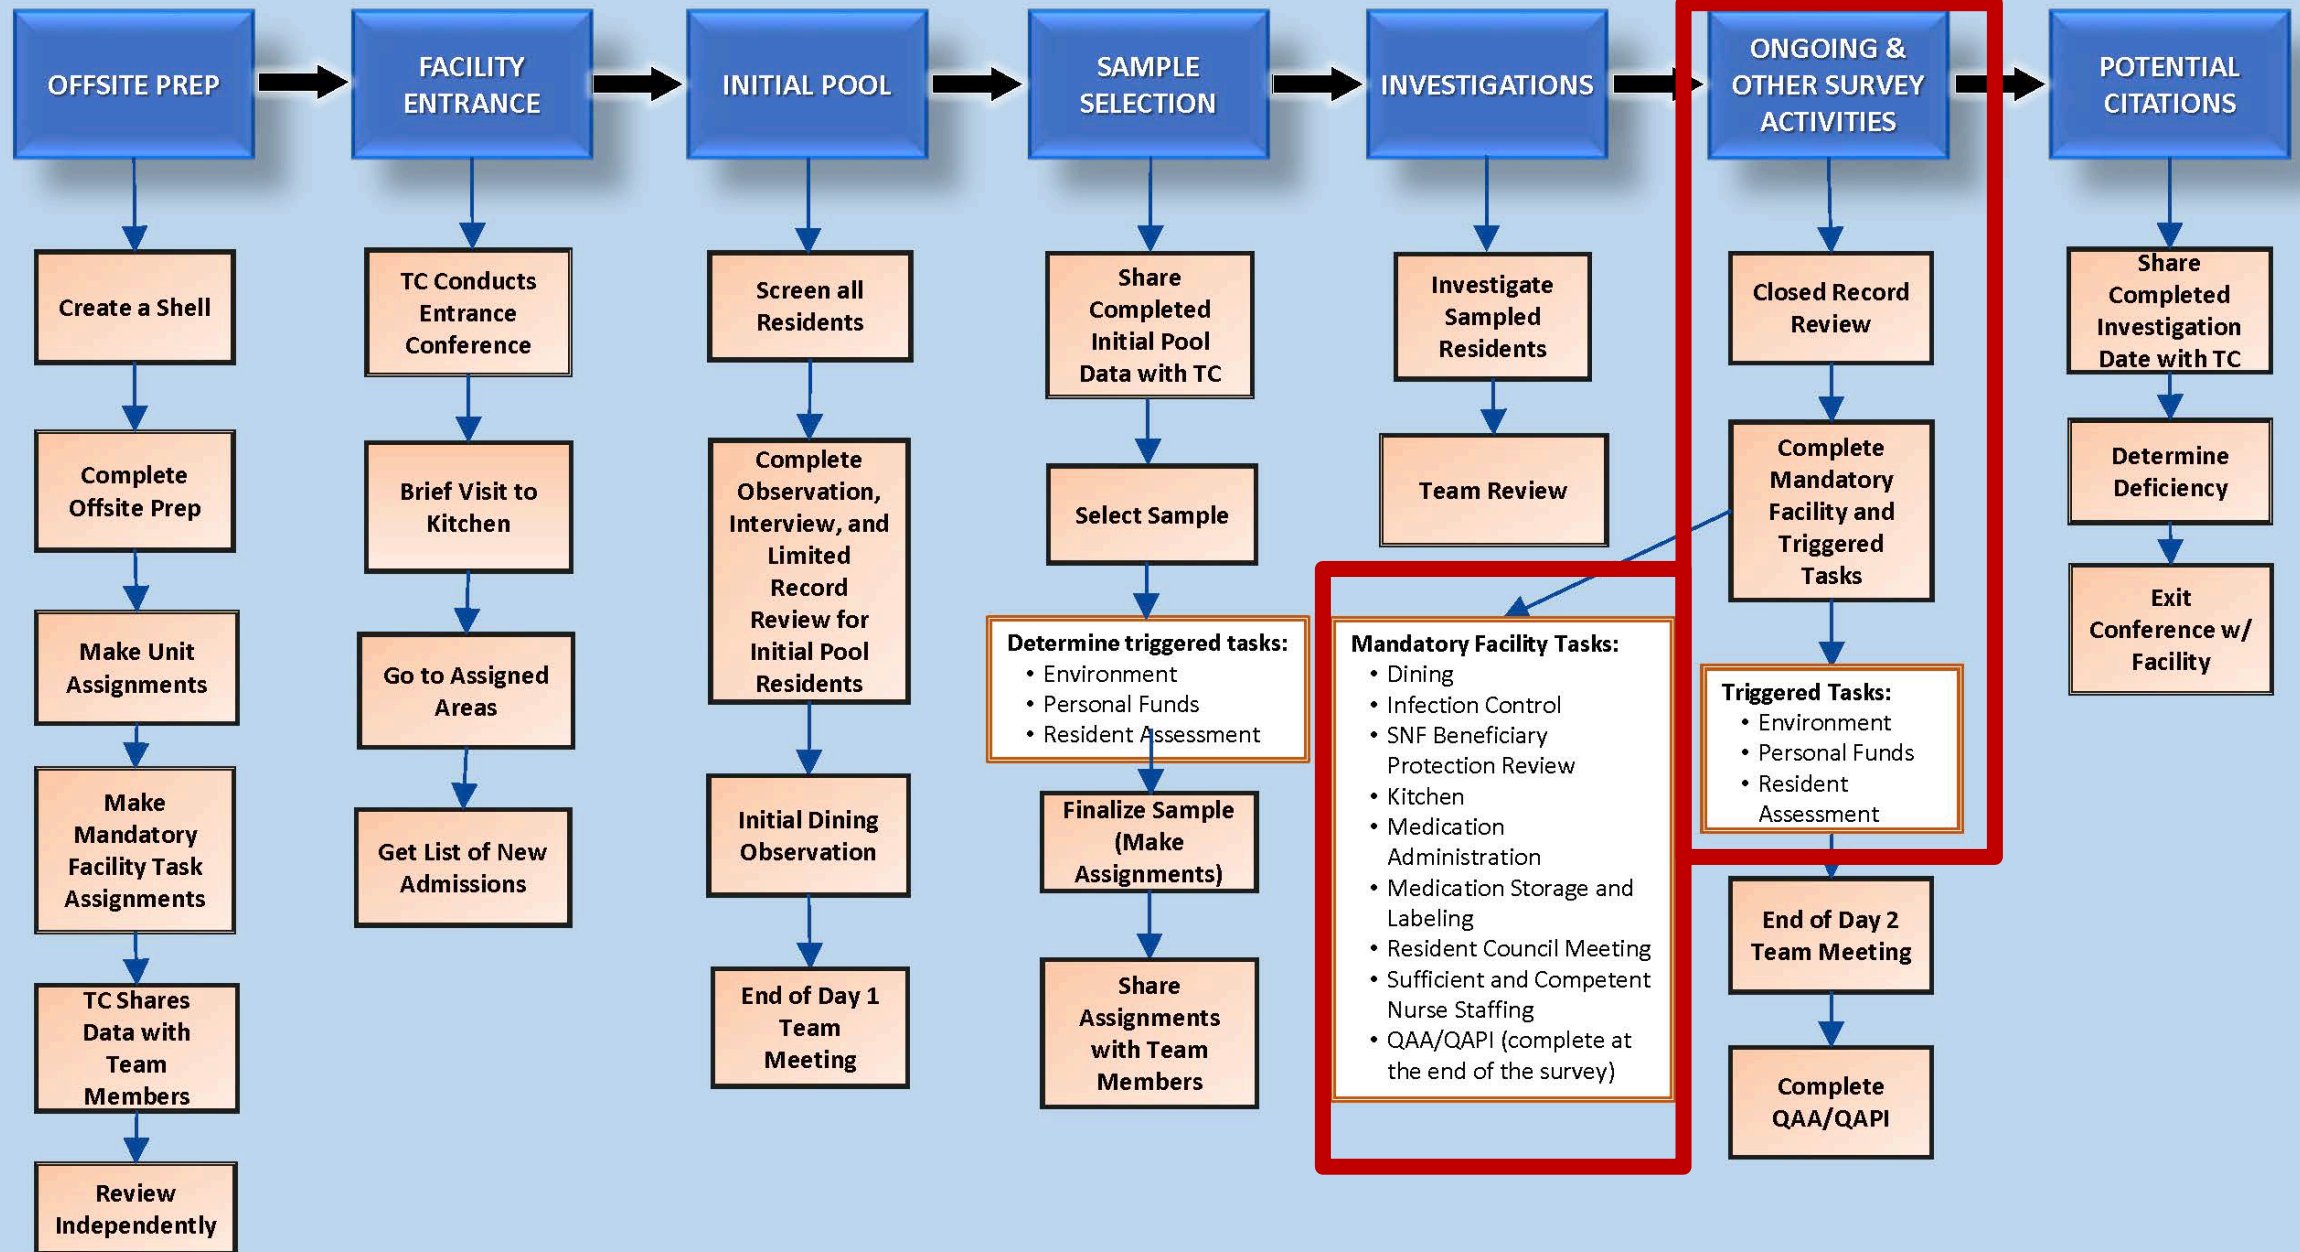 OFFSITE PREP
FACILITY
ENTRANCE
INITIAL POOL
SAMPLE
SELECTION
INVESTIGATIONS
ONGOING &
OTHER SURVEY
ACTIVITIES
POTENTIAL
CITATIONS
Create a Shell
Complete
Offsite Prep
Make Unit
Assignments
Make
Mandatory
Facility Task
Assignments
TC Shares
Data with
Team
Members
Review
Independently
TC Conducts
Entrance
Conference
Brief Visit to
Kitchen
Go to Assigned
Areas
Get List of New
Admissions
Screen all
Residents
Complete
Observation,
Interview, and
Limited
Record
Review for
Initial Pool
Residents
Initial Dining
Observation
End of Day 1
Team
Meeting
Share
Completed
Initial Pool
Data with TC
Select Sample
Determine triggered tasks:
• Environment
• Personal Funds
• Resident Assessment
Finalize Sample
(Make
Assignments)
Share
Assignments
with Team
Members
Investigate
Sampled
Residents
Team Review
Mandatory Facility Tasks:
• Dining
• Infection Control
• SNF Beneficiary
Protection Review
• Kitchen
• Medication
Administration
• Medication Storage and
Labeling
• Resident Council Meeting
• Sufficient and Competent
Nurse Staffing
• QAA/QAPI (complete at
the end of the survey)
Closed Record
Review
Complete
Mandatory
Facility and
Triggered
Tasks
Triggered Tasks:
• Environment
• Personal Funds
• Resident
Assessment
End of Day 2
Team Meeting
Complete
QAA/QAPI
Share
Completed
Investigation
Date with TC
Determine
Deficiency
Exit
Conference w/
Facility